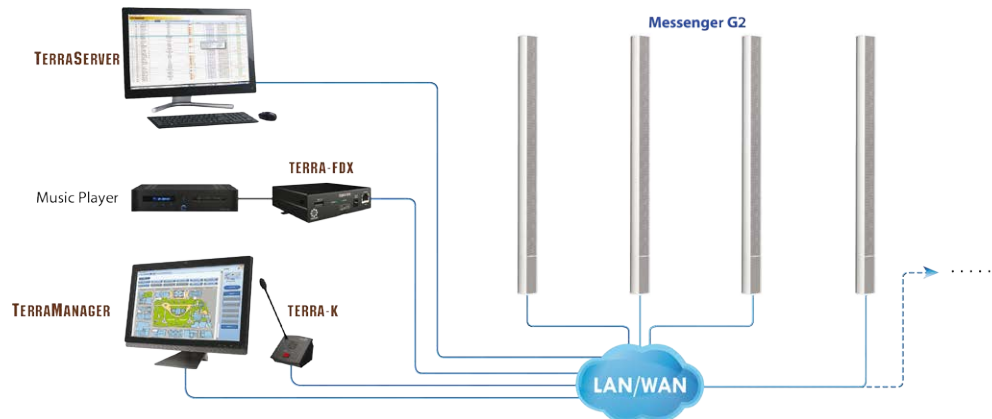 Messenger G2
TERRASERVER
TERRA-FDX
Music Player
TERRAMANAGER
TERRA-K
LAN/WAN